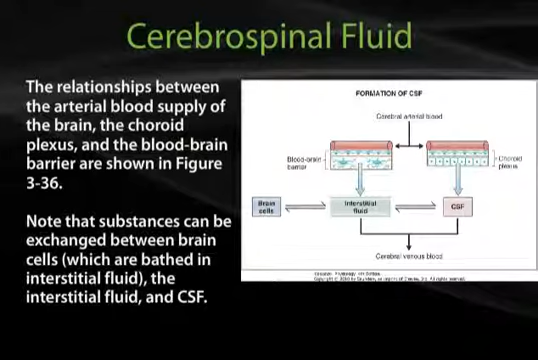 Cerebrospinal Fluid
The relationships between
the arterial blood supply of
the brain, the choroid
plexus, and the blood-brain
barrier are shown in Figure
3-36.
Note that substances can be
exchanged between brain
cells (which are bathed in
interstitial fluid), the
interstitial fluid, and CSF.
FORMATION OF CSF
Cerebral arterial blood
Blood-brain
barrier
Choroid
plexus
Brain
cells
Interstitial
fluid
CSF
Cerebral venous blood